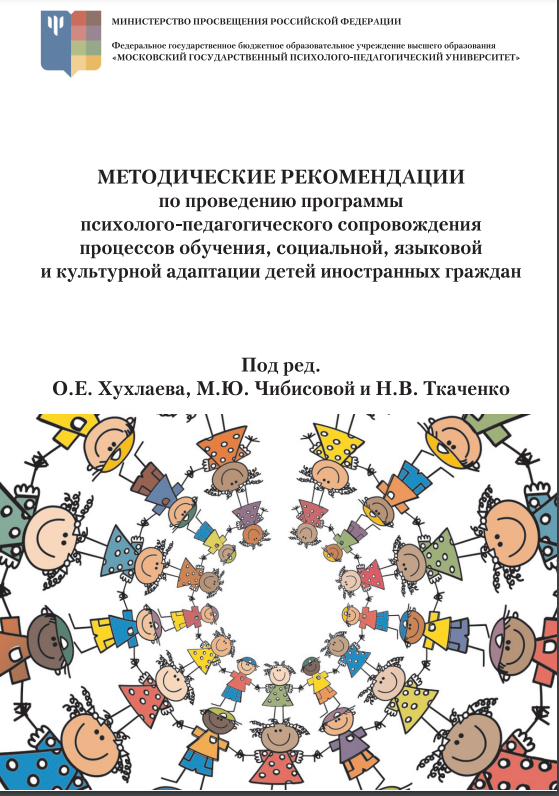 МИНИСТЕРСТВО ПРОСВЕЩЕНИЯ РОССИЙСКОЙ ФЕДЕРАЦИИ
Федеральное государственное бюджетное образовательное учреждение высшего образования
«МОСКОВСКИЙ ГОСУДАРСТВЕННЫЙ ПСИХОЛОГО-ПЕДАГОГИЧЕСКИЙ УНИВЕРСИТЕТ»
МЕТОДИЧЕСКИЕ РЕКОМЕНДАЦИИ
по проведению программы
психолого-педагогического сопровождения
процессов обучения, социальной, языковой
и культурной адаптации детей иностранных граждан
Под ред.
О.Е. Хухлаева, М.Ю. Чибисовой и Н.В. Ткаченко